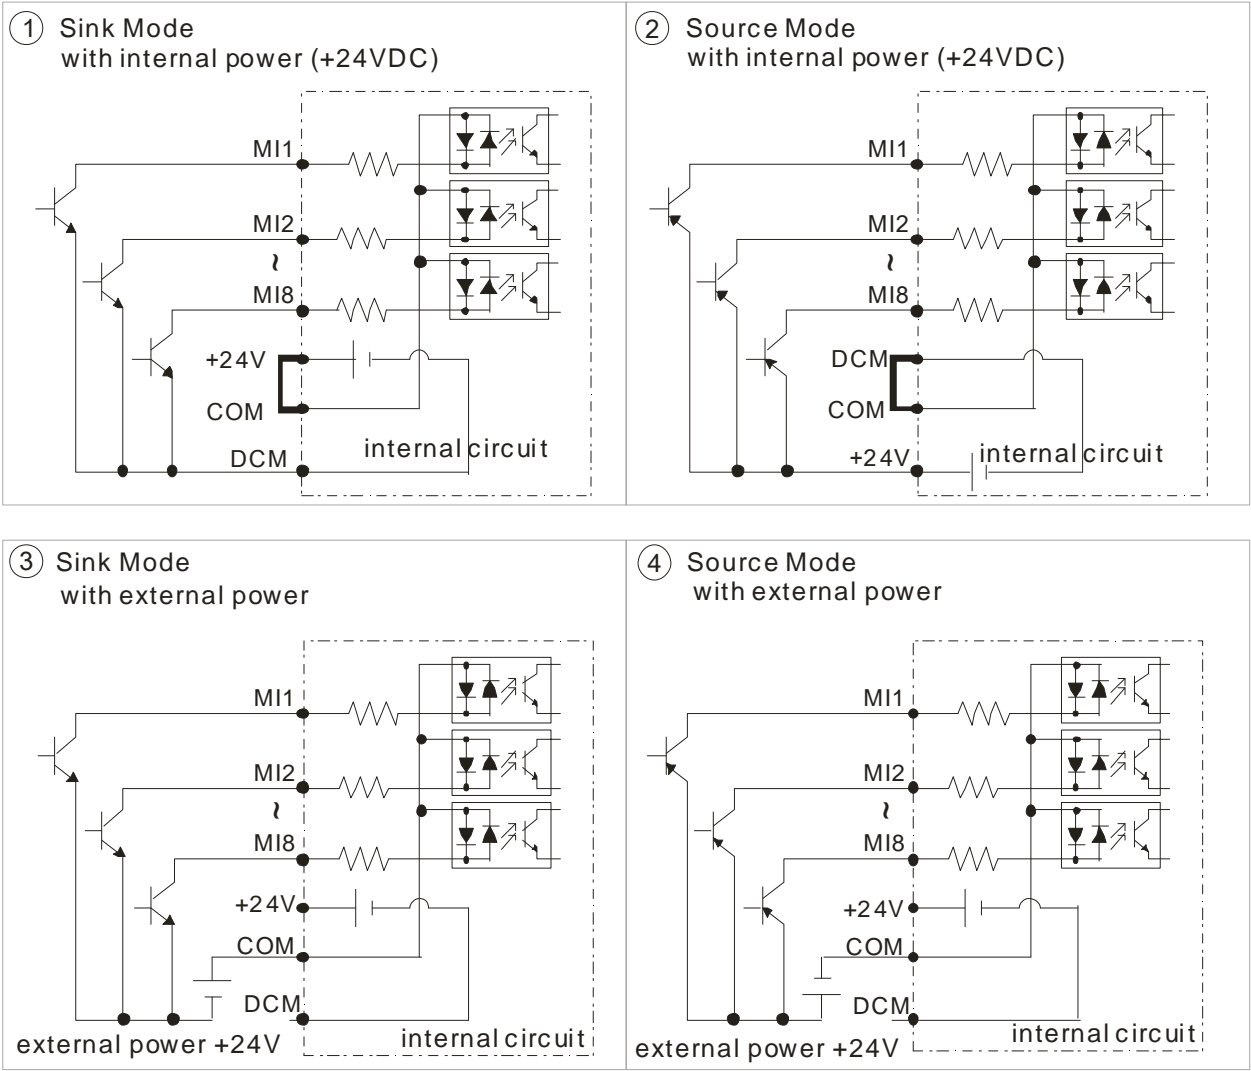 1 Sink Mode
with internal power (+24VDC)
MI1
MI2
~
MI8
+24V
COM
DCM
internal circuit
2 Source Mode
with internal power (+24VDC)
MI1
MI2
~
MI8
DCM
COM
+24V
internal circuit
3 Sink Mode
with external power
MI1
MI2
~
MI8
+24V
COM
DCM
internal circuit
external power +24V
4 Source Mode
with external power
MI1
MI2
~
MI8
+24V
COM
DCM
internal circuit
external power +24V